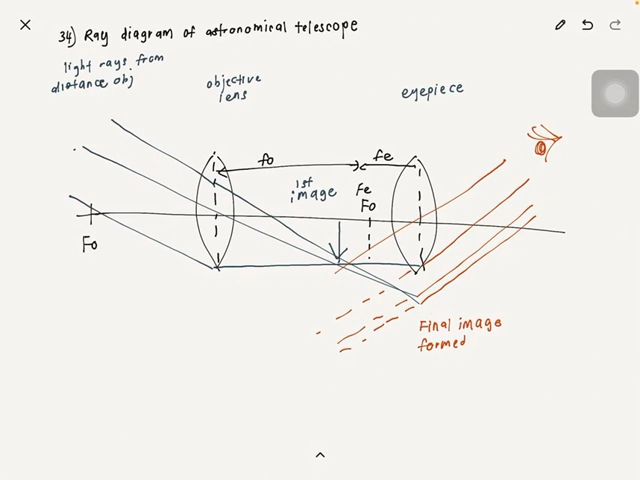 34) Ray diagram of astronomical telescope
light rays from
distance obj
objective
lens
eyepiece
fo
fe
1st
image
Fe
Fo
Fo
Final image
formed